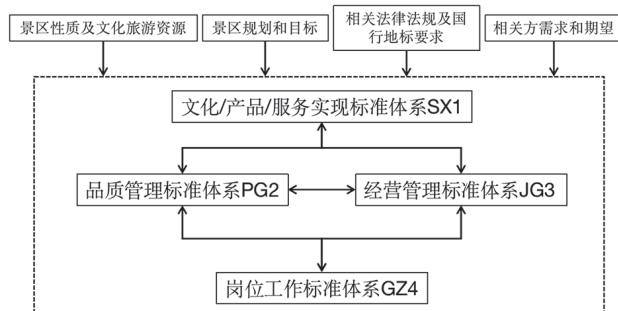 景区性质及文化旅游资源
景区规划和目标
相关法律法规及国
行地标要求
相关方需求和期望
文化/产品/服务实现标准体系SX1
品质管理标准体系PG2
经营管理标准体系JG3
岗位工作标准体系GZ4